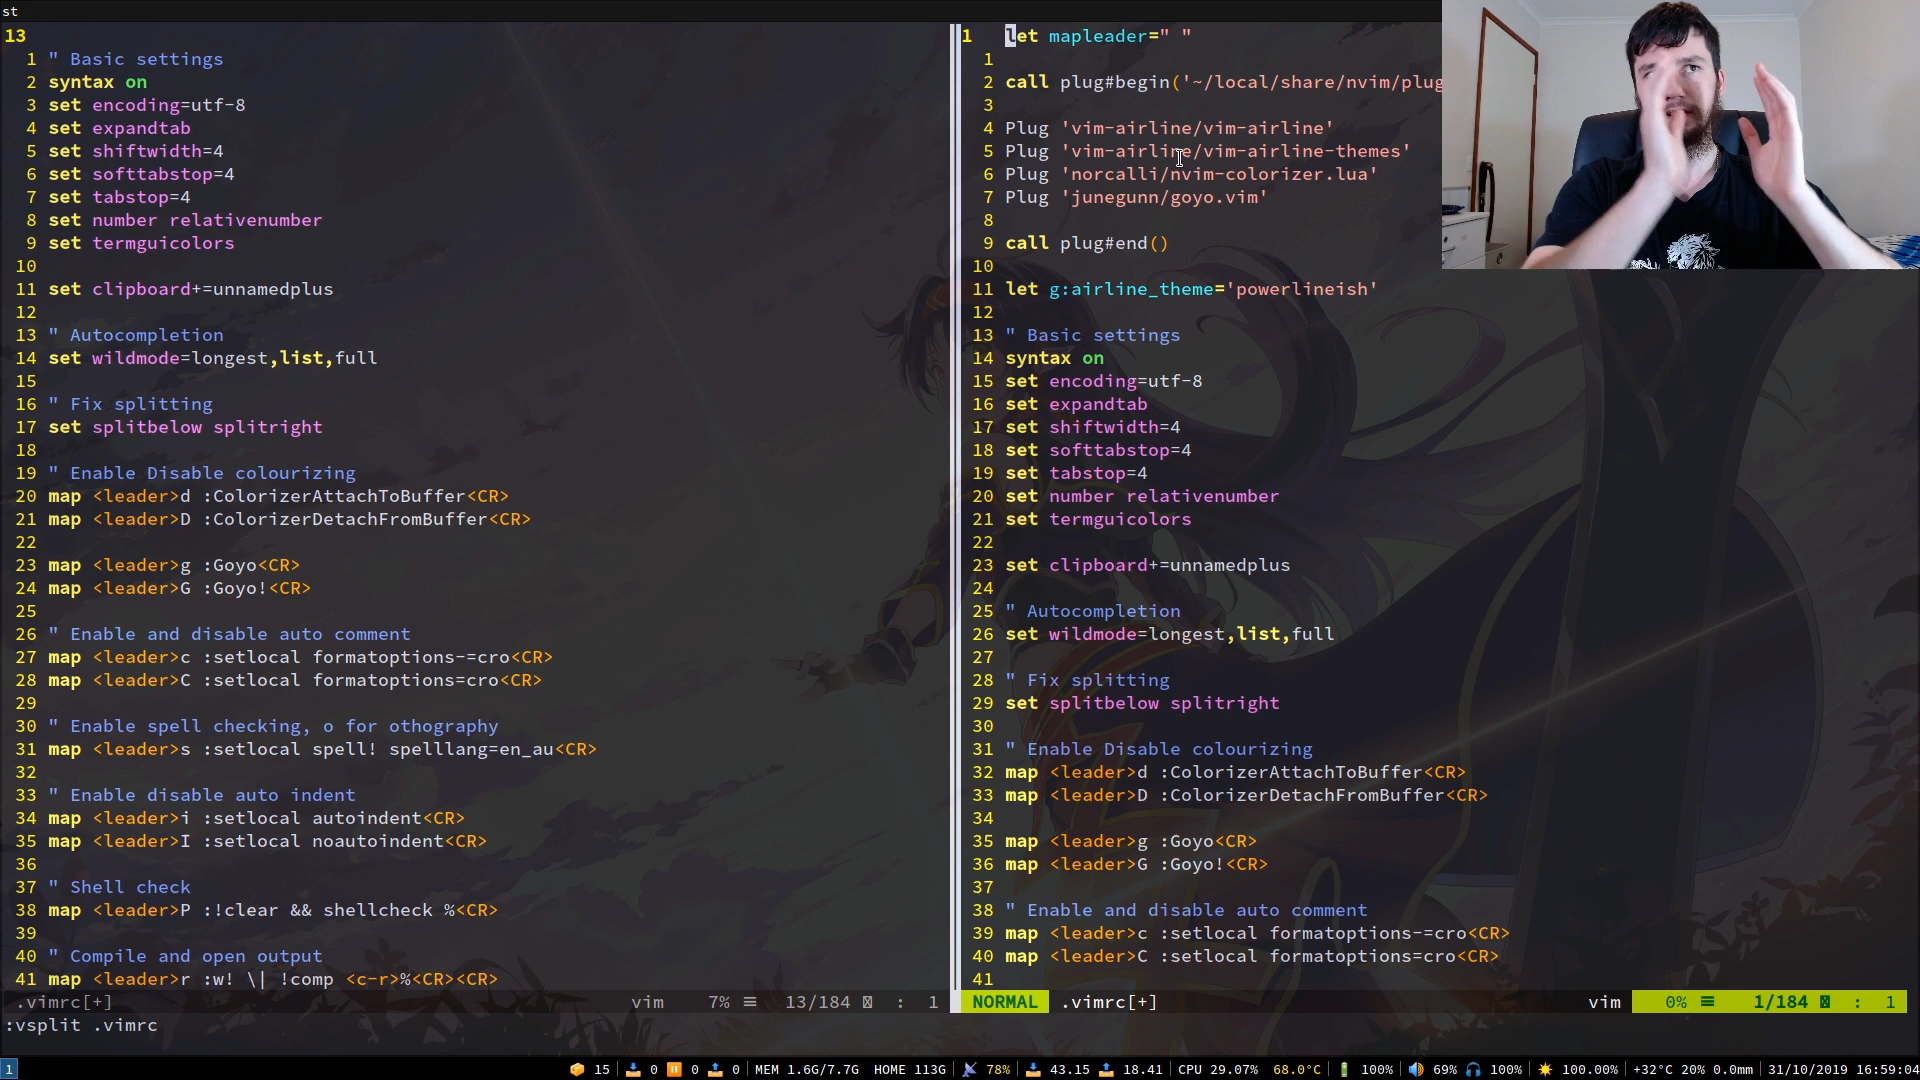 st
13
1 " Basic settings
2 syntax on
3 set encoding=utf-8
4 set expandtab
5 set shiftwidth=4
6 set softtabstop=4
7 set tabstop=4
8 set number relativenumber
9 set termguicolors
10
11 set clipboard+=unnamedplus
12
13 " Autocompletion
14 set wildmode=longest,list,full
15
16 " Fix splitting
17 set splitbelow splitright
18
19 " Enable Disable colourizing
20 map <leader>d :ColorizerAttachToBuffer<CR>
21 map <leader>D :ColorizerDetachFromBuffer<CR>
22
23 map <leader>g :Goyo<CR>
24 map <leader>G :Goyo!<CR>
25
26 " Enable and disable auto comment
27 map <leader>c :setlocal formatoptions-=cro<CR>
28 map <leader>C :setlocal formatoptions=cro<CR>
29
30 " Enable spell checking, o for othography
31 map <leader>s :setlocal spell! spelllang=en_au<CR>
32
33 " Enable disable auto indent
34 map <leader>i :setlocal autoindent<CR>
35 map <leader>I :setlocal noautoindent<CR>
36
37 " Shell check
38 map <leader>P :!clear && shellcheck %<CR>
39
40 " Compile and open output
41 map <leader>r :w! \| !comp <c-r>%<CR><CR>
.vimrc[+] vim 7% ≡ 13/184 : 1
:vsplit .vimrc
1 let mapleader=" "
1
2 call plug#begin('~/local/share/nvim/plug
3
4 Plug 'vim-airline/vim-airline'
5 Plug 'vim-airline/vim-airline-themes'
6 Plug 'norcalli/nvim-colorizer.lua'
7 Plug 'junegunn/goyo.vim'
8
9 call plug#end()
10
11 let g:airline_theme='powerlineish'
12
13 " Basic settings
14 syntax on
15 set encoding=utf-8
16 set expandtab
17 set shiftwidth=4
18 set softtabstop=4
19 set tabstop=4
20 set number relativenumber
21 set termguicolors
22
23 set clipboard+=unnamedplus
24
25 " Autocompletion
26 set wildmode=longest,list,full
27
28 " Fix splitting
29 set splitbelow splitright
30
31 " Enable Disable colourizing
32 map <leader>d :ColorizerAttachToBuffer<CR>
33 map <leader>D :ColorizerDetachFromBuffer<CR>
34
35 map <leader>g :Goyo<CR>
36 map <leader>G :Goyo!<CR>
37
38 " Enable and disable auto comment
39 map <leader>c :setlocal formatoptions-=cro<CR>
40 map <leader>C :setlocal formatoptions=cro<CR>
41
NORMAL .vimrc[+] vim 0% ≡ 1/184 : 1
1 15 0 0 0 MEM 1.6G/7.7G HOME 113G 78% 43.15 18.41 CPU 29.07% 68.0°C 100% 69% 100% 100.00% +32°C 20% 0.0mm 31/10/2019 16:59:04